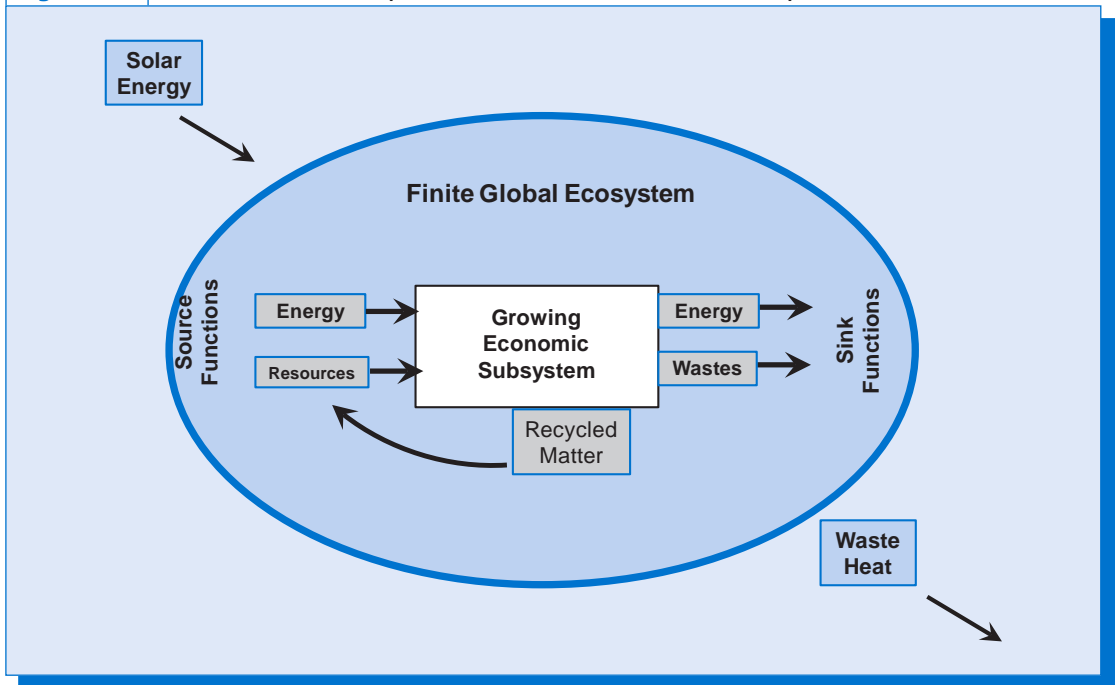 Solar
Energy
Finite Global Ecosystem
Source
Functions
Energy
Resources
Growing
Economic
Subsystem
Energy
Wastes
Sink
Functions
Recycled
Matter
Waste
Heat